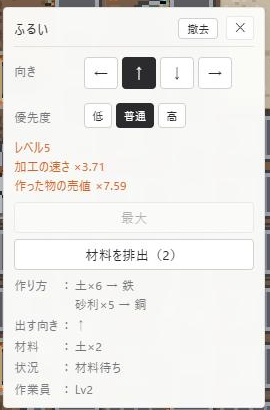 ふるい 撤去 ×
向き ← ↑ ↓ →
優先度 低 普通 高
レベル5
加工の速さ ×3.71
作った物の売値 ×7.59
最大
材料を排出（2）
作り方 ：土×6 → 鉄
砂利×5 → 銅
出す向き：↑
材料 ：土×2
状況 ：材料待ち
作業員 ：Lv2